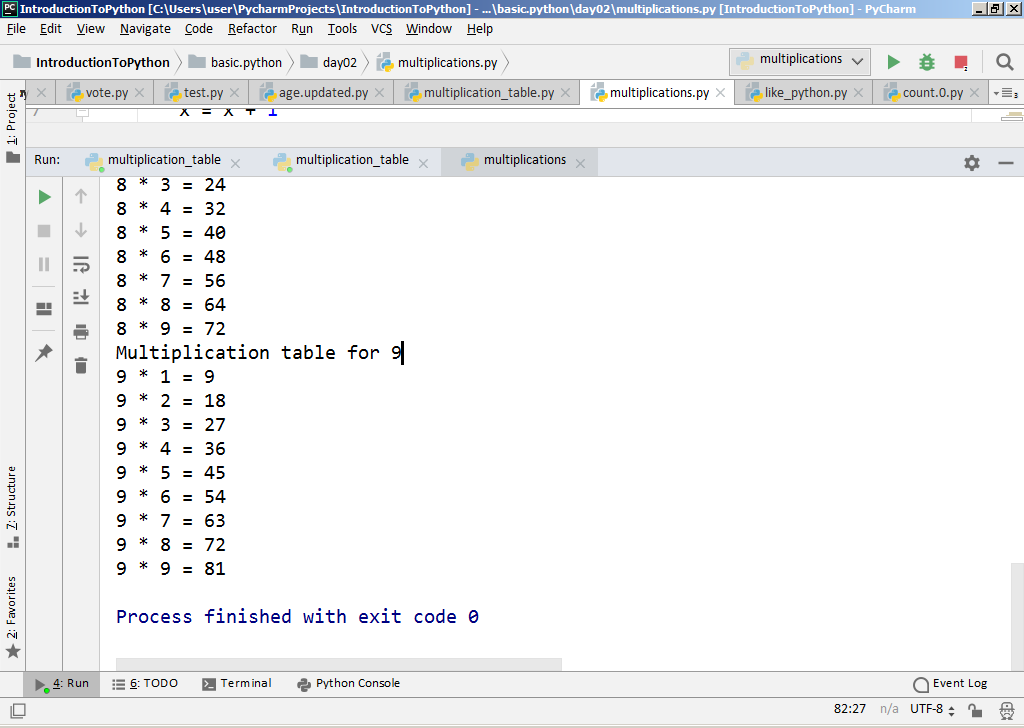 PC IntroductionToPython [C:\Users\user\PycharmProjects\IntroductionToPython] - ...\basic.python\day02\multiplications.py [IntroductionToPython] - PyCharm
File Edit View Navigate Code Refactor Run Tools VCS Window Help
IntroductionToPython basic.python day02 multiplications.py multiplications
vote.py test.py age.updated.py multiplication_table.py multiplications.py like_python.py count.0.py
x = x + 1
1: Project
Run: multiplication_table multiplication_table multiplications
8 * 3 = 24
8 * 4 = 32
8 * 5 = 40
8 * 6 = 48
8 * 7 = 56
8 * 8 = 64
8 * 9 = 72
Multiplication table for 9
9 * 1 = 9
9 * 2 = 18
9 * 3 = 27
9 * 4 = 36
9 * 5 = 45
9 * 6 = 54
9 * 7 = 63
9 * 8 = 72
9 * 9 = 81
7: Structure
2: Favorites
Process finished with exit code 0
4: Run 6: TODO Terminal Python Console Event Log
82:27 n/a UTF-8